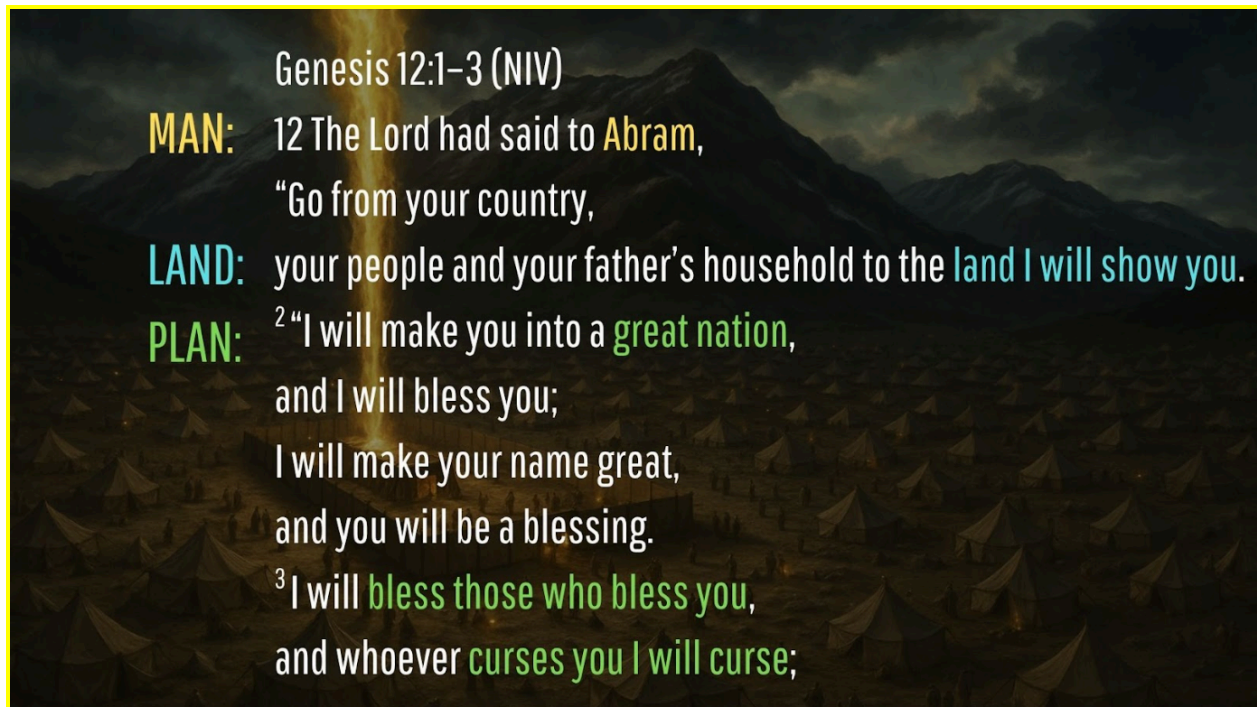 Genesis 12:1–3 (NIV)
MAN: 12 The Lord had said to Abram,
“Go from your country,
LAND: your people and your father’s household to the land I will show you.
PLAN: ² “I will make you into a great nation,
and I will bless you;
I will make your name great,
and you will be a blessing.
³ I will bless those who bless you,
and whoever curses you I will curse;